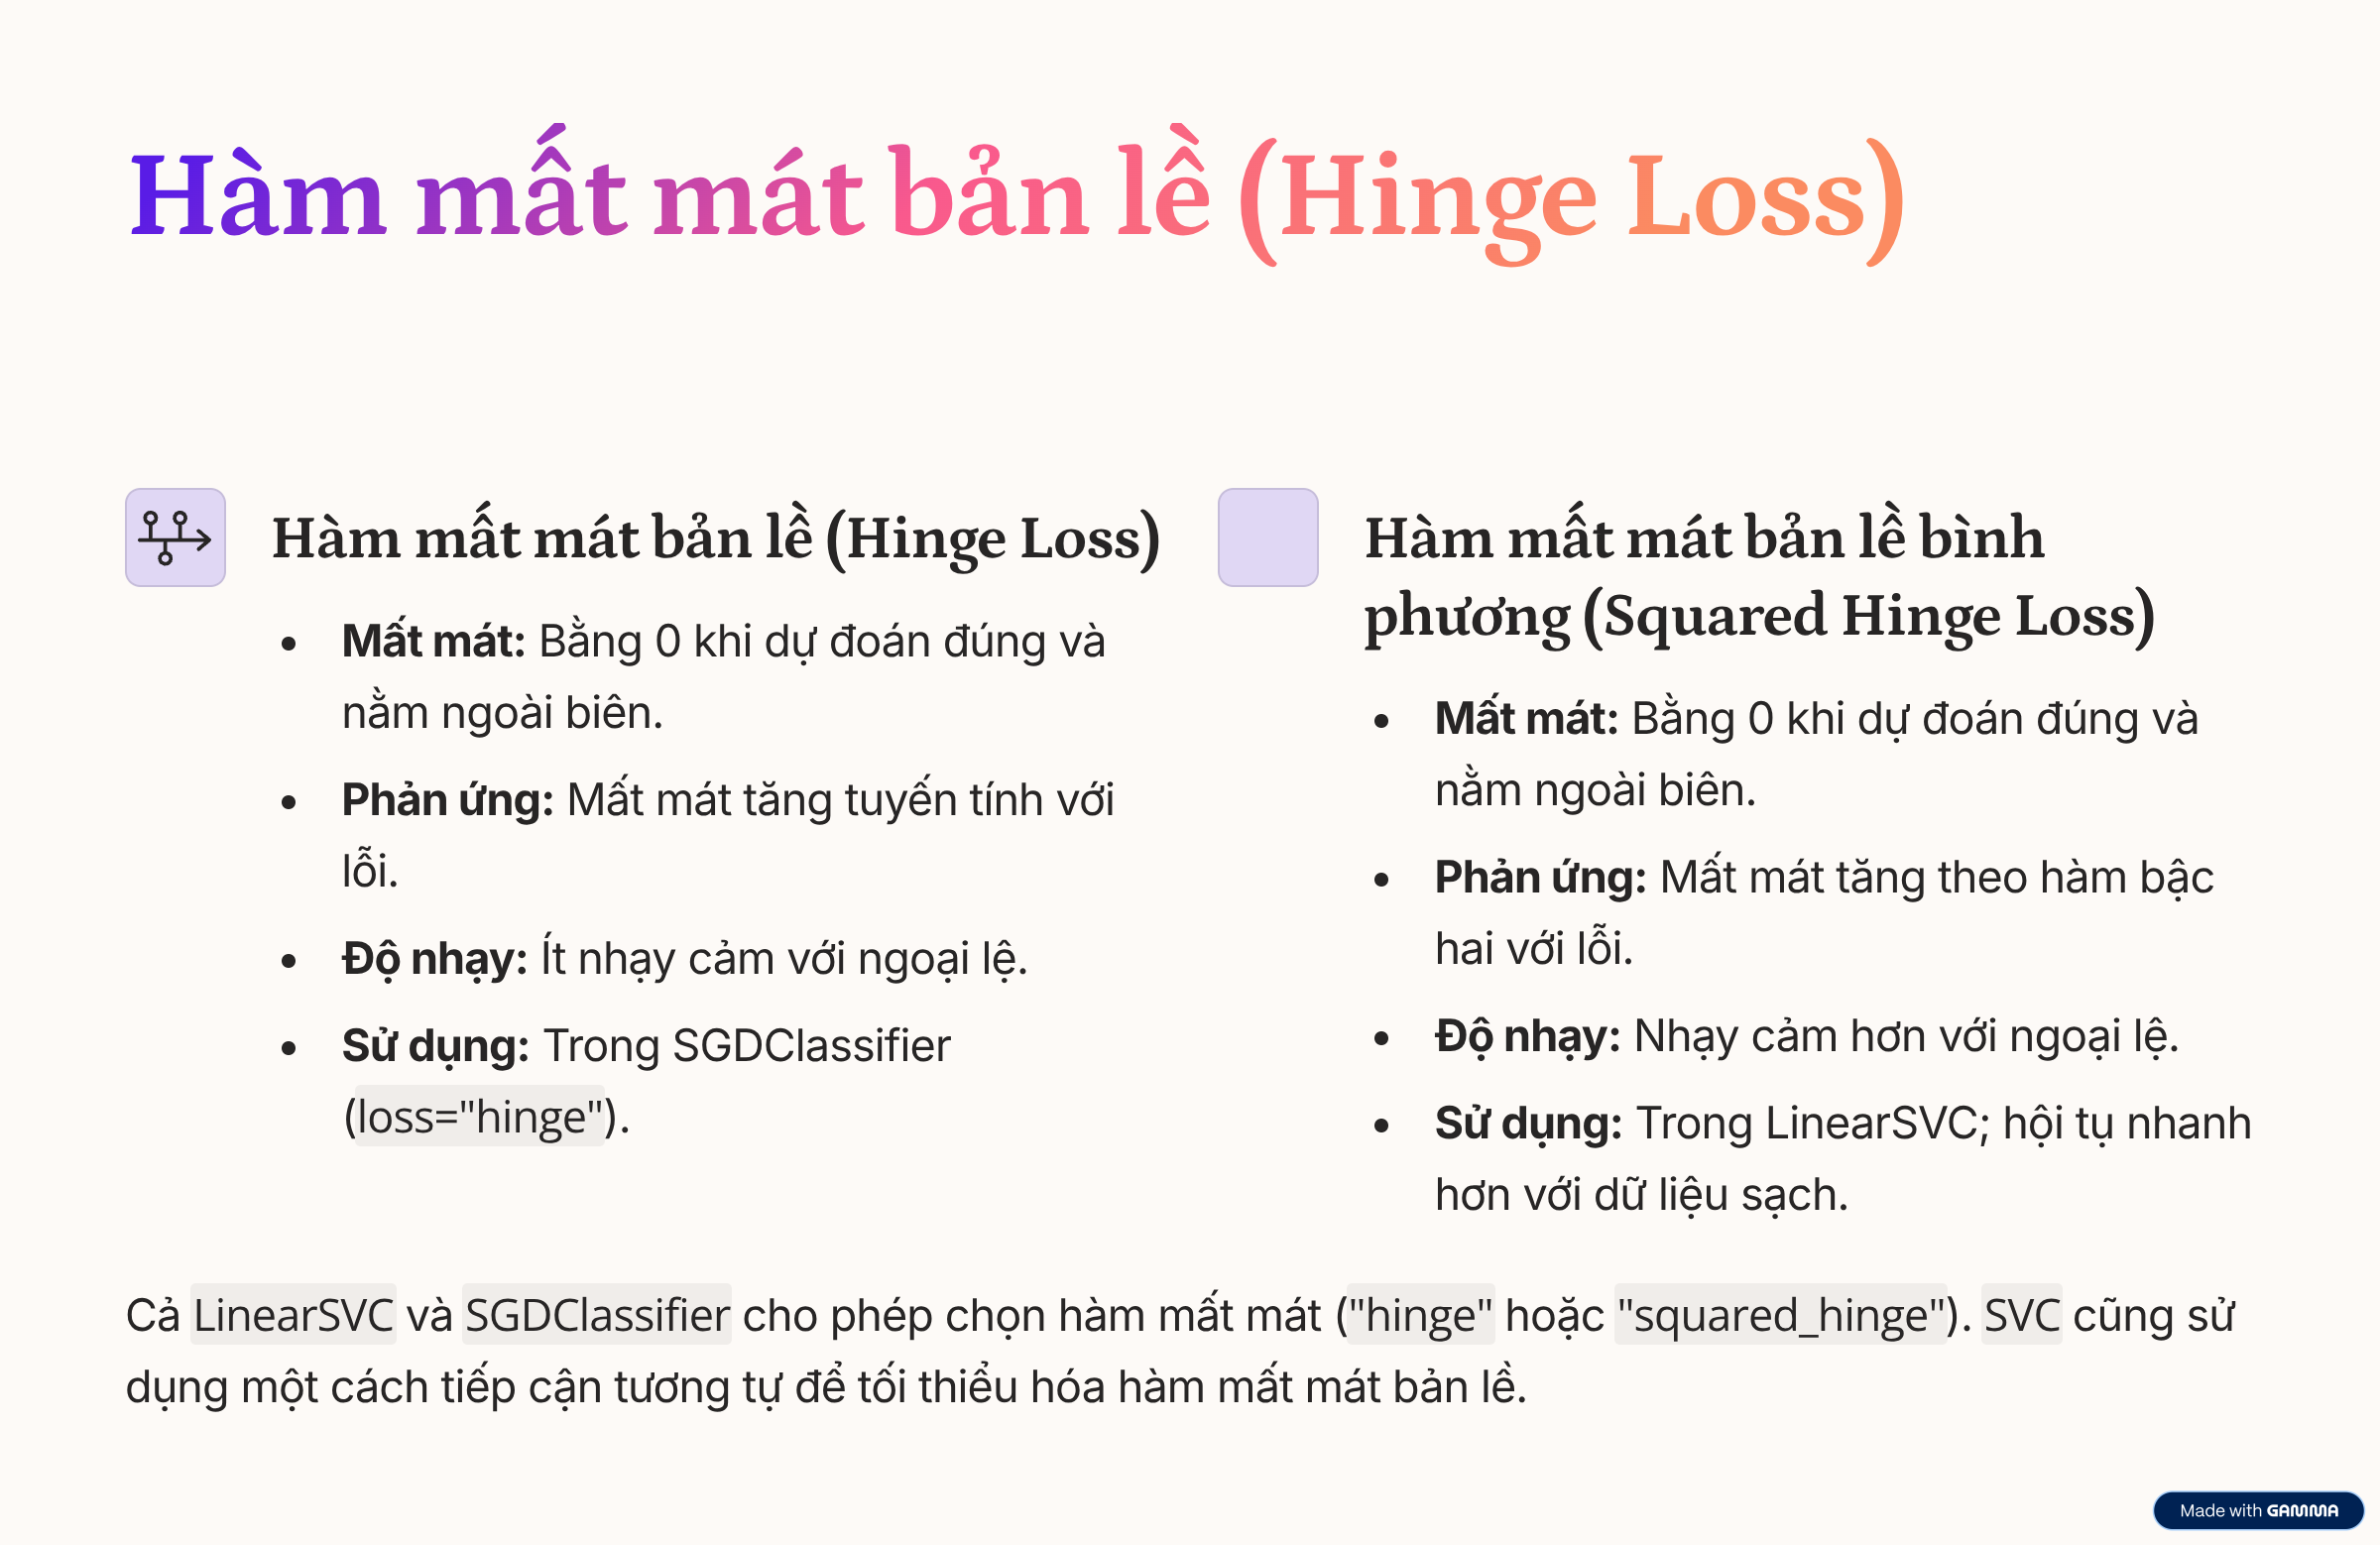 Hàm mất mát bản lề (Hinge Loss)
Hàm mất mát bản lề (Hinge Loss)
• Mất mát: Bằng 0 khi dự đoán đúng và
nằm ngoài biên.
• Phản ứng: Mất mát tăng tuyến tính với
lỗi.
• Độ nhạy: Ít nhạy cảm với ngoại lệ.
• Sử dụng: Trong SGDClassifier
(loss="hinge").
Hàm mất mát bản lề bình
phương (Squared Hinge Loss)
• Mất mát: Bằng 0 khi dự đoán đúng và
nằm ngoài biên.
• Phản ứng: Mất mát tăng theo hàm bậc
hai với lỗi.
• Độ nhạy: Nhạy cảm hơn với ngoại lệ.
• Sử dụng: Trong LinearSVC; hội tụ nhanh
hơn với dữ liệu sạch.
Cả LinearSVC và SGDClassifier cho phép chọn hàm mất mát ("hinge" hoặc "squared_hinge"). SVC cũng sử
dụng một cách tiếp cận tương tự để tối thiểu hóa hàm mất mát bản lề.
Made with GAMMA